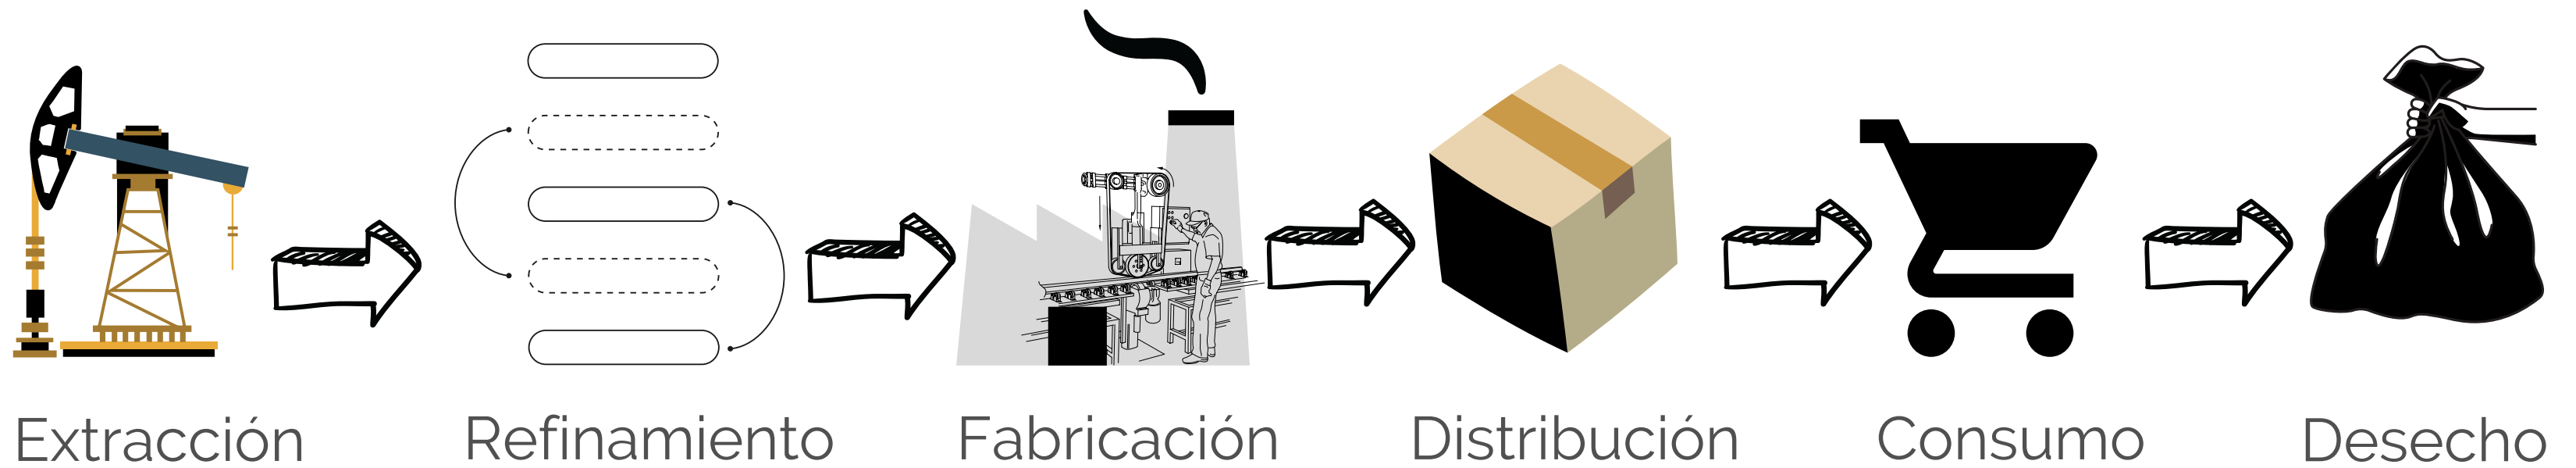 Extracción
Refinamiento
Fabricación
Distribución
Consumo
Desecho